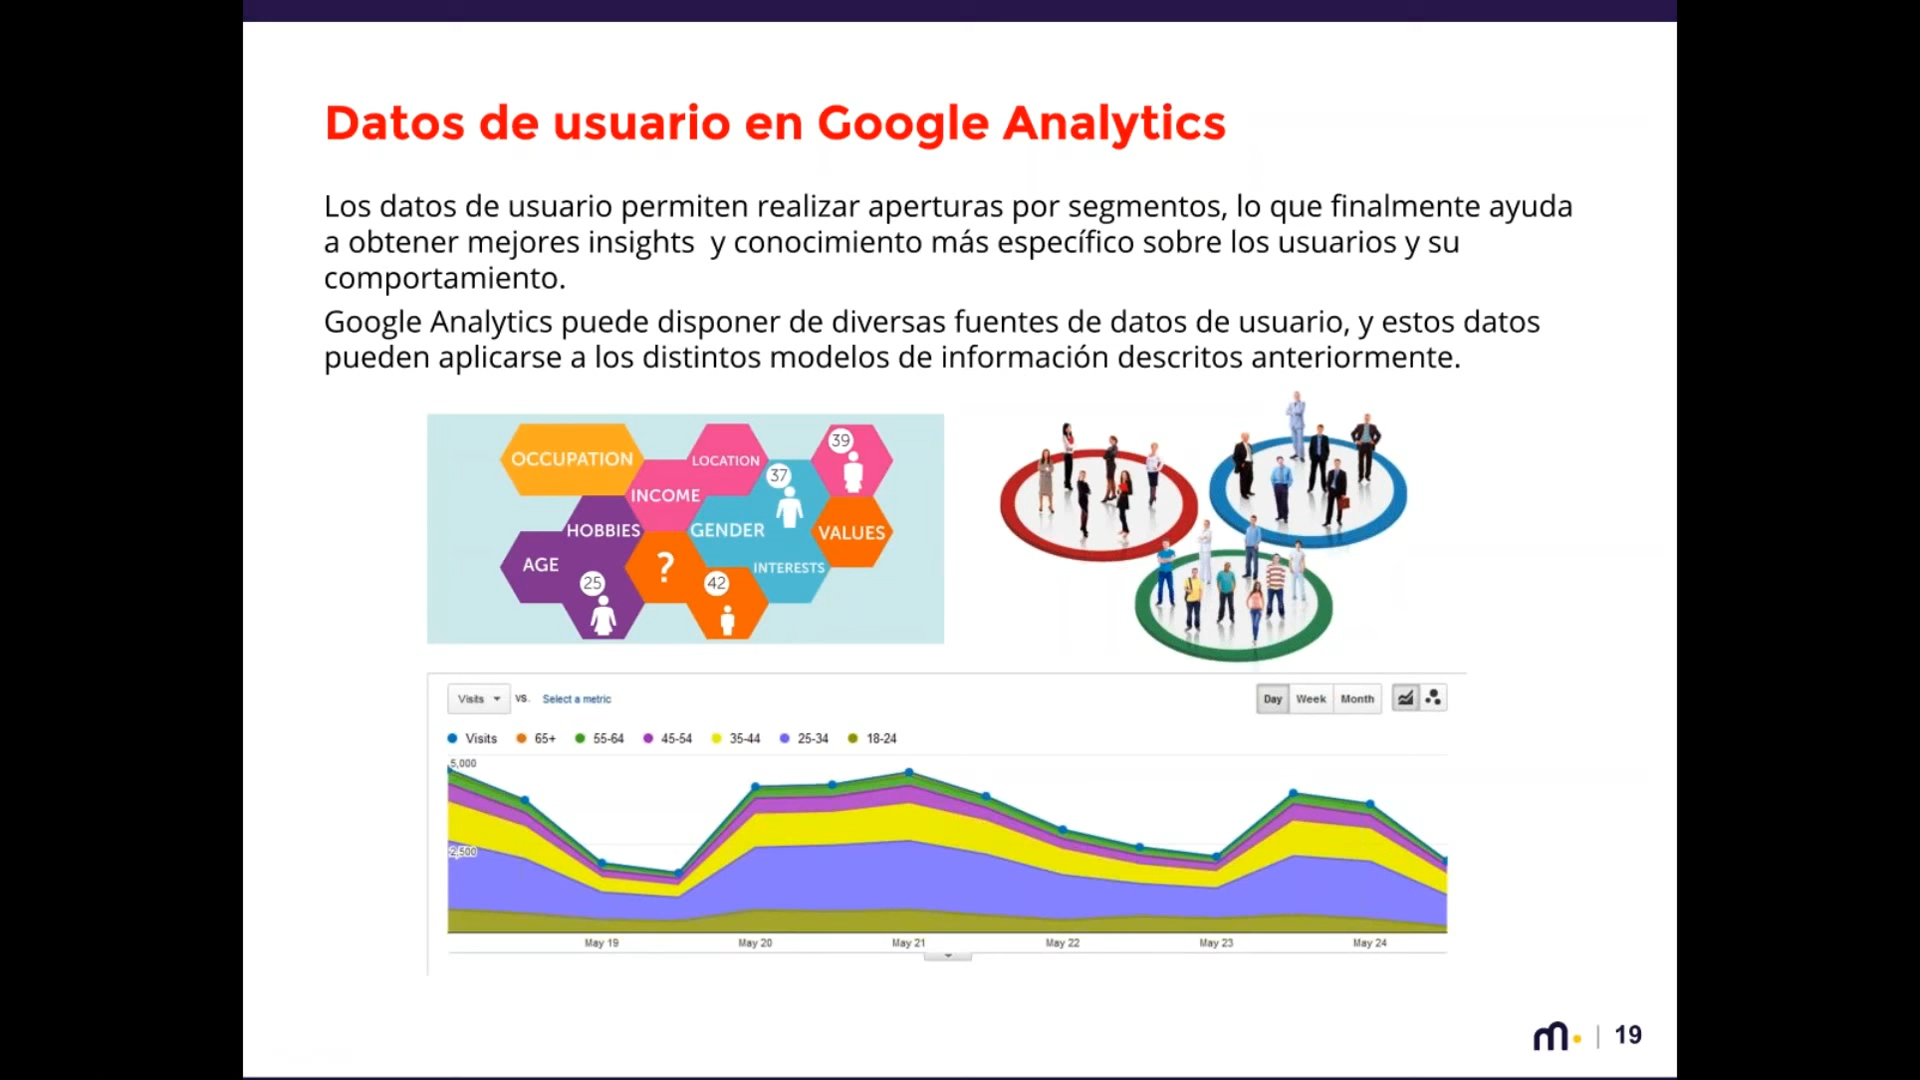 Datos de usuario en Google Analytics
Los datos de usuario permiten realizar aperturas por segmentos, lo que finalmente ayuda
a obtener mejores insights  y conocimiento más específico sobre los usuarios y su
comportamiento.
Google Analytics puede disponer de diversas fuentes de datos de usuario, y estos datos
pueden aplicarse a los distintos modelos de información descritos anteriormente.
OCCUPATION
LOCATION
39
INCOME
37
HOBBIES
GENDER
VALUES
AGE
?
INTERESTS
25
42
Visits vs. Select a metric
Day Week Month
Visits 65+ 55-64 45-54 35-44 25-34 18-24
5,000
2,500
May 19 May 20 May 21 May 22 May 23 May 24
m. | 19